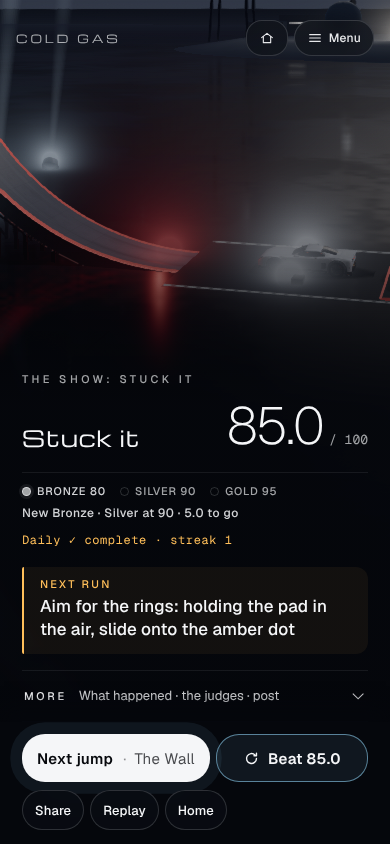 COLD GAS
Menu
THE SHOW: STUCK IT
Stuck it 85.0 / 100
BRONZE 80 SILVER 90 GOLD 95
New Bronze · Silver at 90 · 5.0 to go
Daily ✓ complete · streak 1
NEXT RUN
Aim for the rings: holding the pad in
the air, slide onto the amber dot
MORE What happened · the judges · post
Next jump · The Wall
Beat 85.0
Share Replay Home